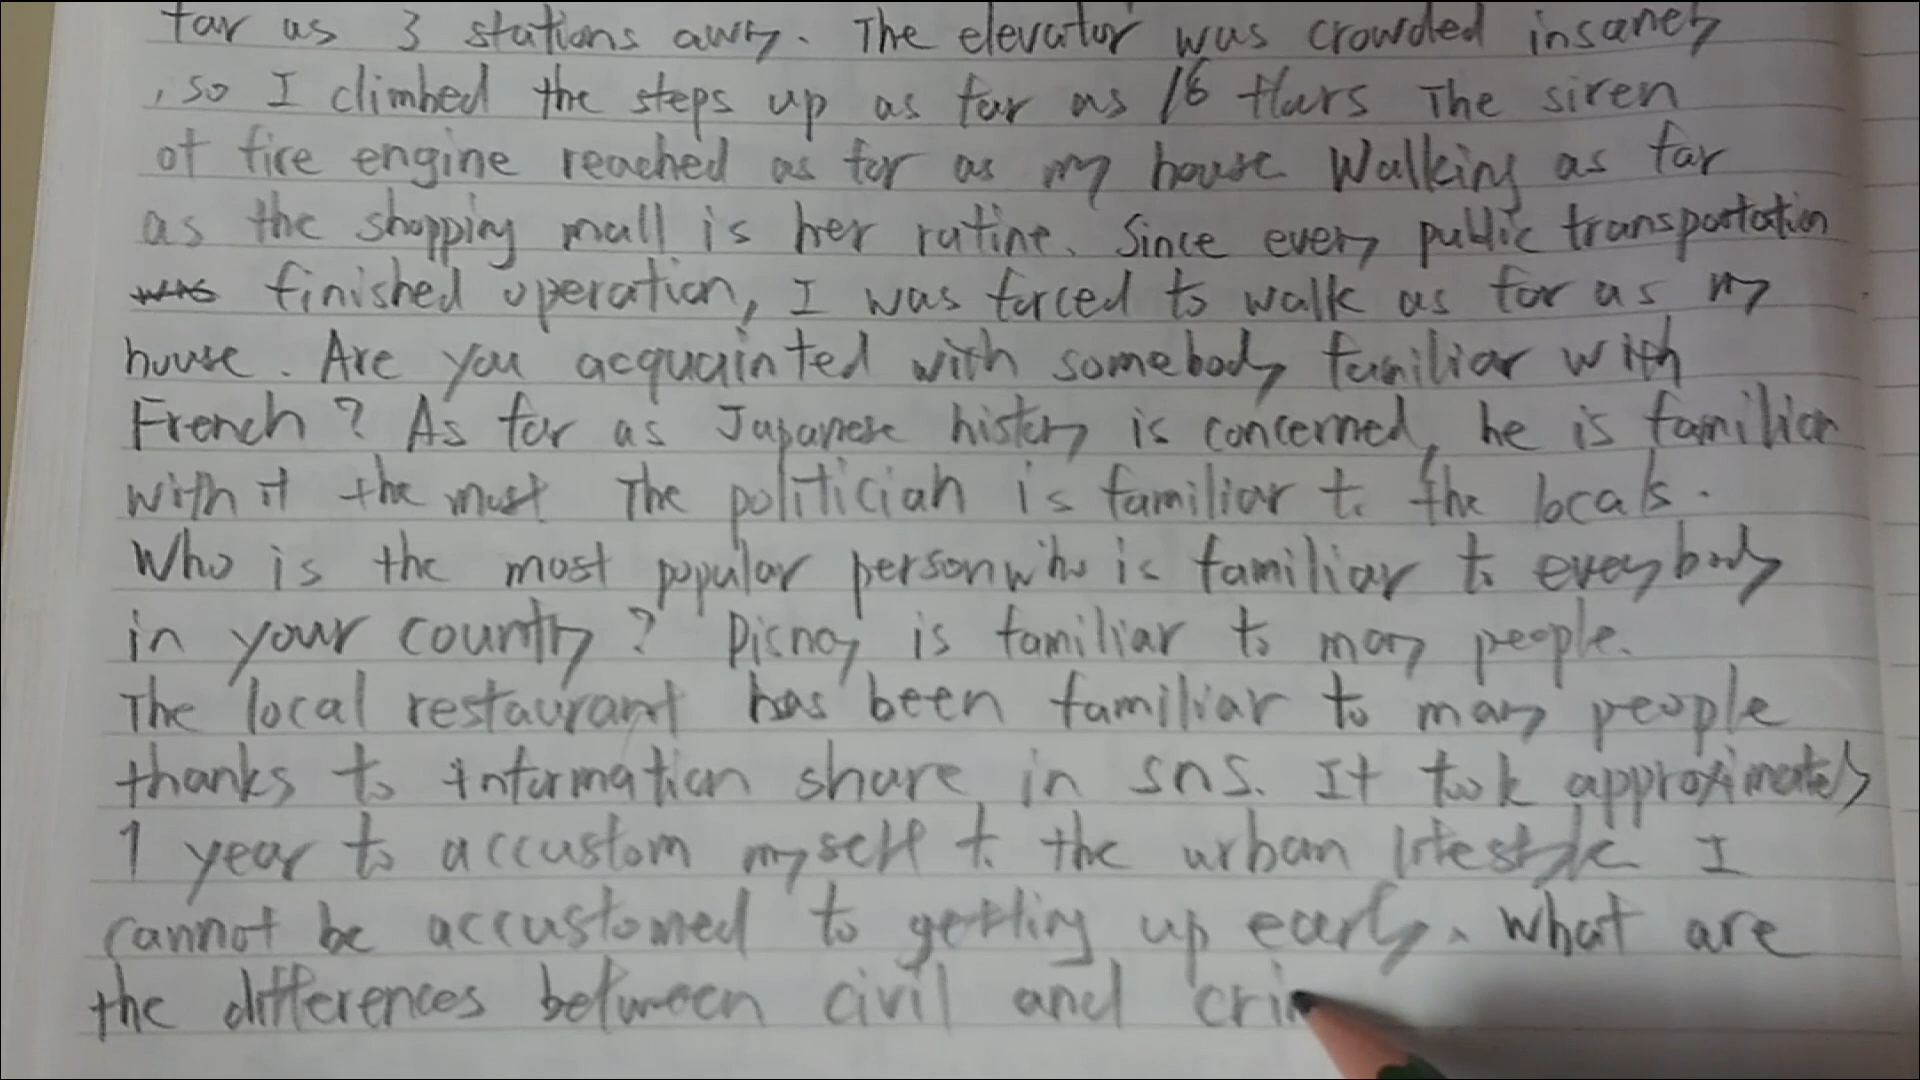 far as 3 stations away. The elevator was crowded insanely
, so I climbed the steps up as far as 16 floors The siren
of fire engine reached as far as my house Walking as far
as the shopping mall is her rutine. Since every public transportation
was finished operation, I was forced to walk as far as my
house. Are you acquainted with somebody familiar with
French? As far as Japanese history is concerned, he is familiar
with it the most The politician is familiar to the locals.
Who is the most popular person who is familiar to everybody
in your country? Disney is familiar to many people.
The local restaurant has been familiar to many people
thanks to information share in sns. It took approximately
1 year to accustom myself to the urban lifestyle I
cannot be accustomed to getting up early. What are
the differences between civil and cri